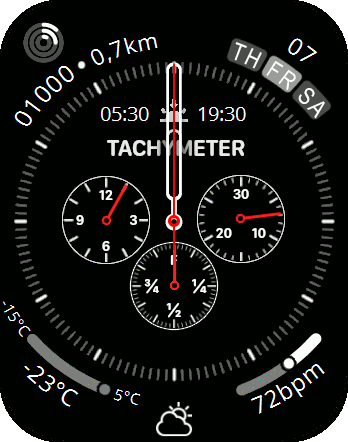 01000 • 0,7km
07
TH FR SA
05:30 19:30
TACHYMETER
12
9 3
6
30
20 10
F
¾ ¼
½
-15°C
-23°C
5°C
72bpm